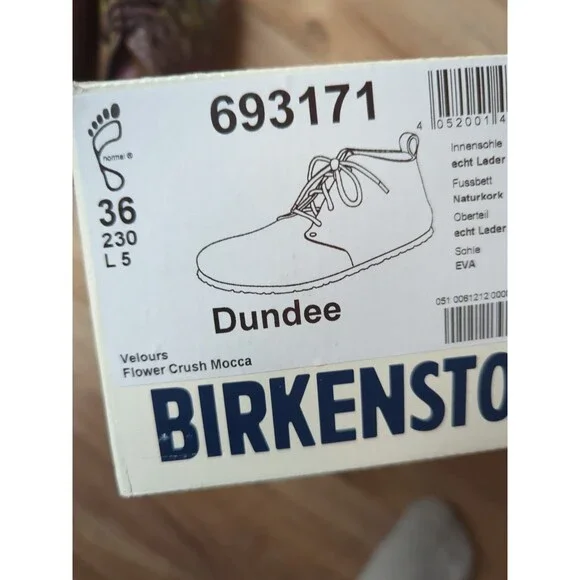 693171
4 052001 4
normal ®
36
230
L 5
Innensohle
echt Leder
Fussbett
Naturkork
Oberteil
echt Leder
Sohle
EVA
Dundee
Velours
Flower Crush Mocca
BIRKENSTO